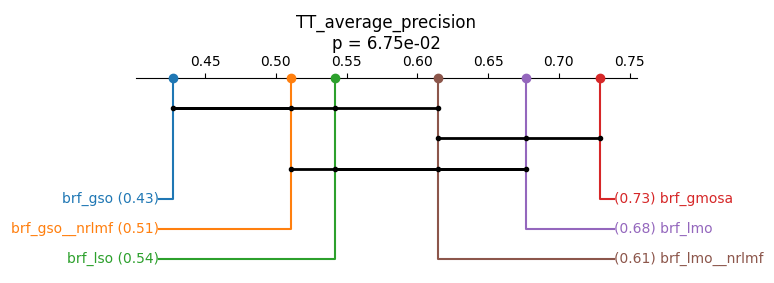 TT_average_precision
p = 6.75e-02
0.45 0.50 0.55 0.60 0.65 0.70 0.75
brf_gso (0.43) (0.73) brf_gmosa
brf_gso__nrlmf (0.51) (0.68) brf_lmo
brf_lso (0.54) (0.61) brf_lmo__nrlmf